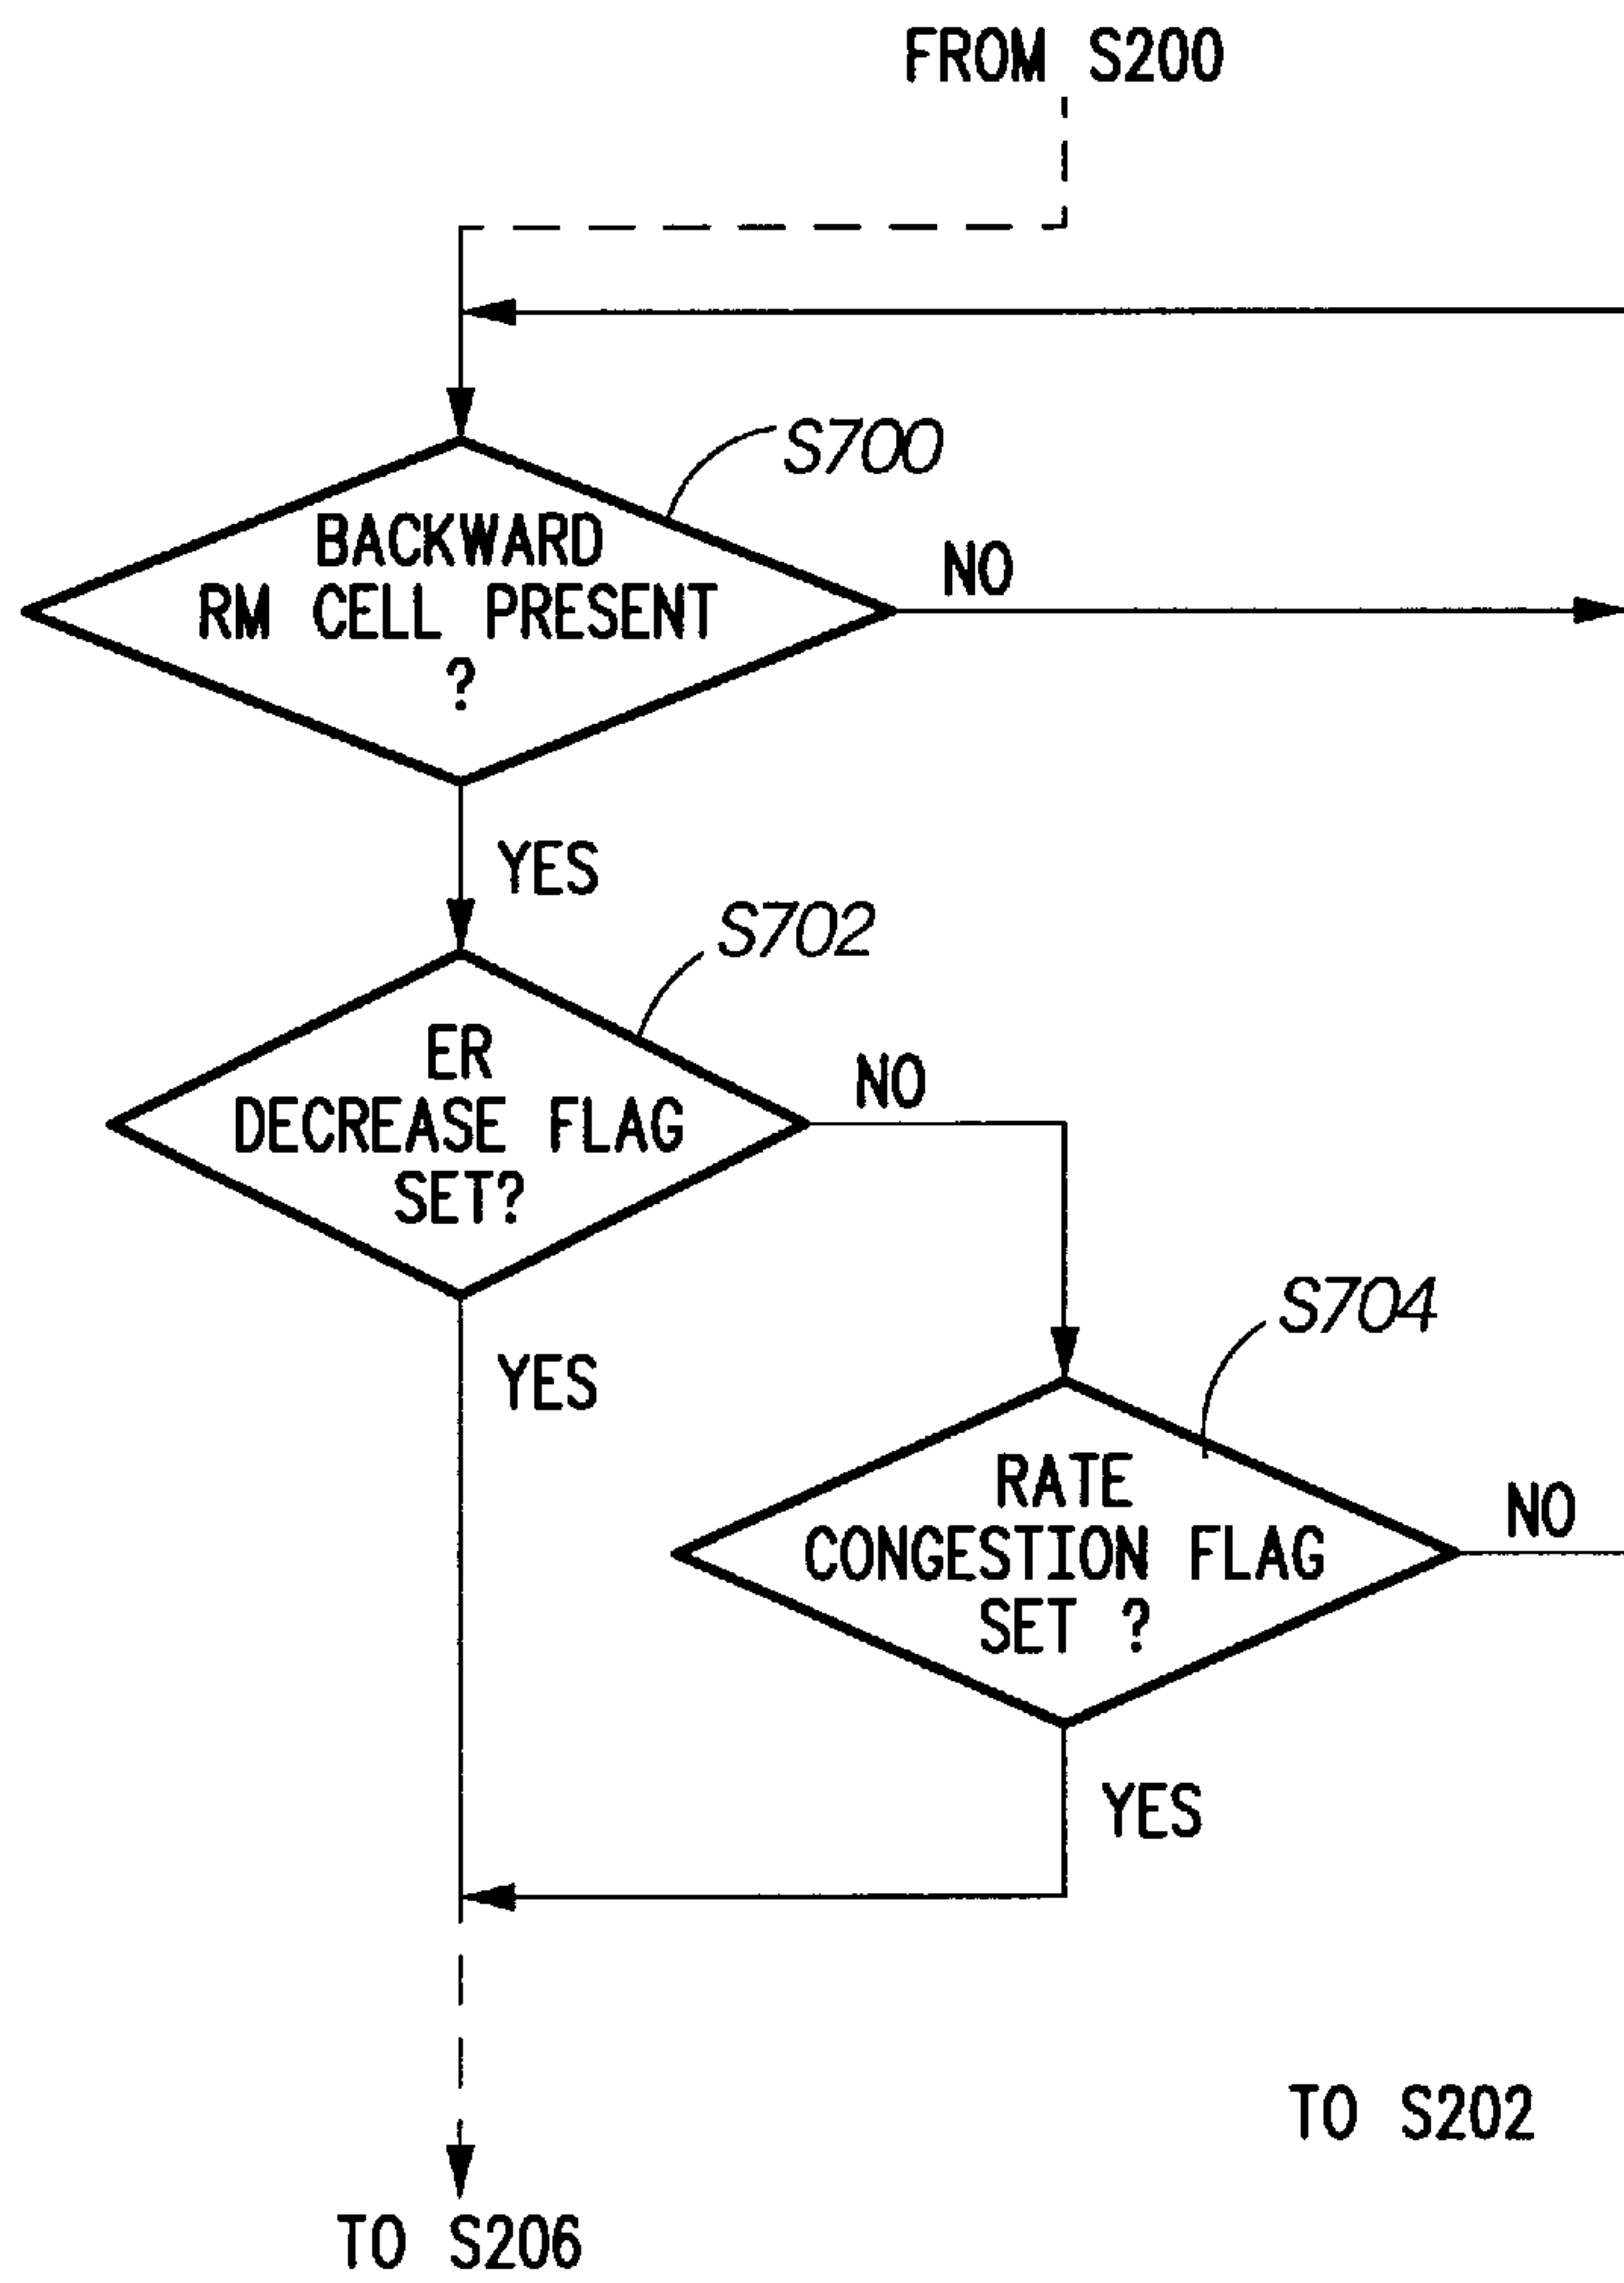 FROM S200
S700
BACKWARD
RM CELL PRESENT
?
NO
YES
S702
ER
DECREASE FLAG
SET?
NO
YES
S704
RATE
CONGESTION FLAG
SET ?
NO
YES
TO S202
TO S206